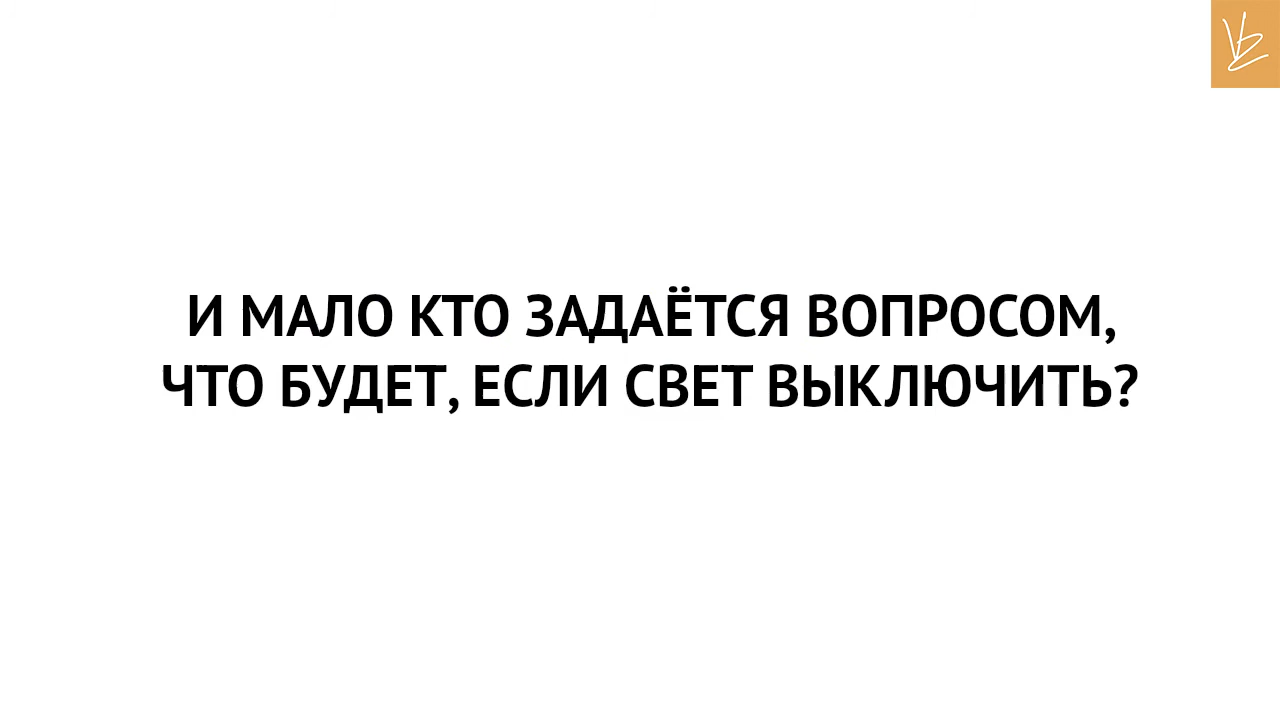 И МАЛО КТО ЗАДАЁТСЯ ВОПРОСОМ,
ЧТО БУДЕТ, ЕСЛИ СВЕТ ВЫКЛЮЧИТЬ?